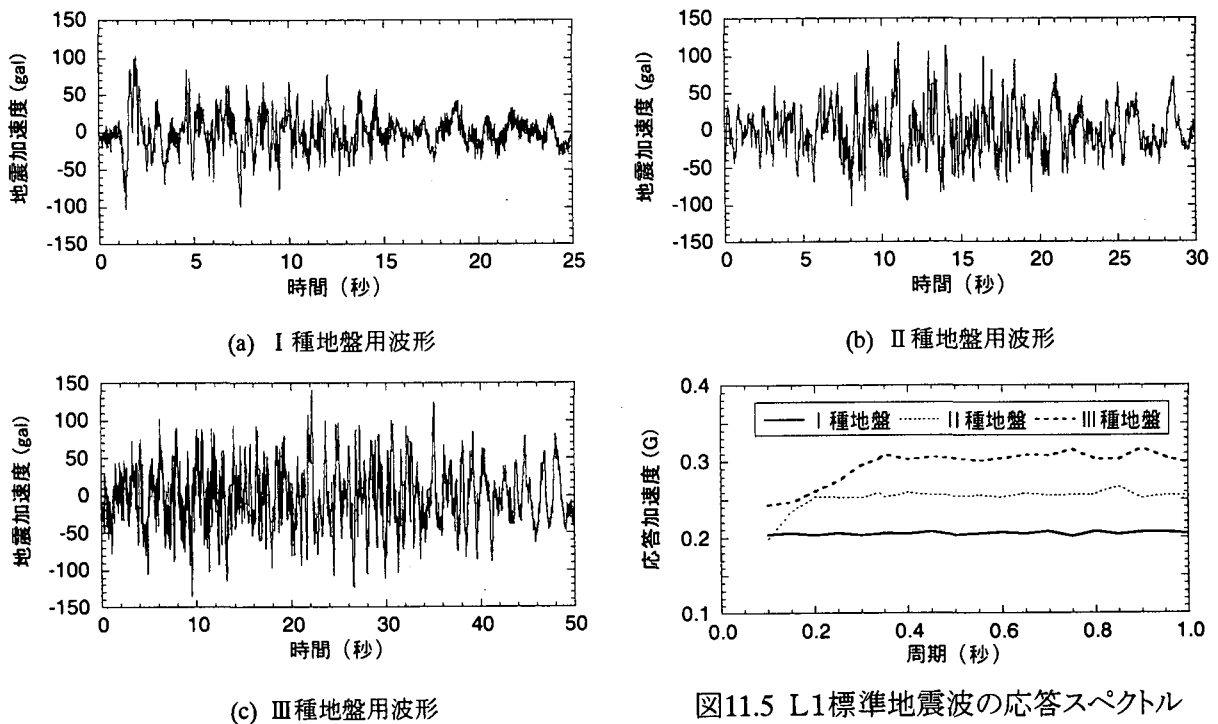 地震加速度 (gal)
150
100
50
0
-50
-100
-150
0 5 10 15 20 25
時間（秒）
(a) I種地盤用波形
地震加速度 (gal)
150
100
50
0
-50
-100
-150
0 5 10 15 20 25 30
時間（秒）
(b) II種地盤用波形
地震加速度 (gal)
150
100
50
0
-50
-100
-150
0 10 20 30 40 50
時間（秒）
(c) III種地盤用波形
応答加速度 (G)
0.4
0.3
0.2
0.1
I種地盤 II種地盤 III種地盤
0.0 0.2 0.4 0.6 0.8 1.0
周期（秒）
図11.5 L1標準地震波の応答スペクトル